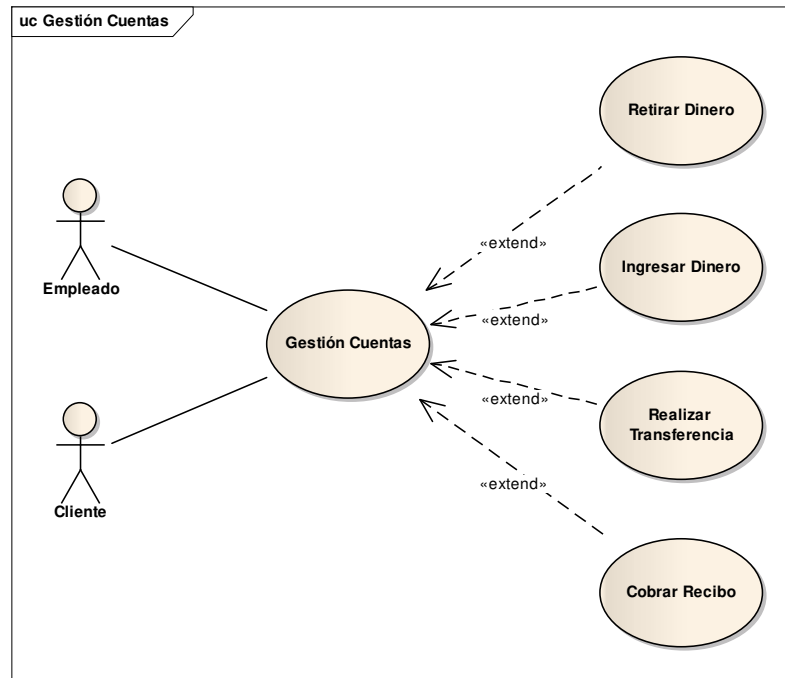 uc Gestión Cuentas
Retirar Dinero
«extend»
Ingresar Dinero
Empleado
«extend»
Gestión Cuentas
«extend»
Realizar
Transferencia
«extend»
Cliente
Cobrar Recibo